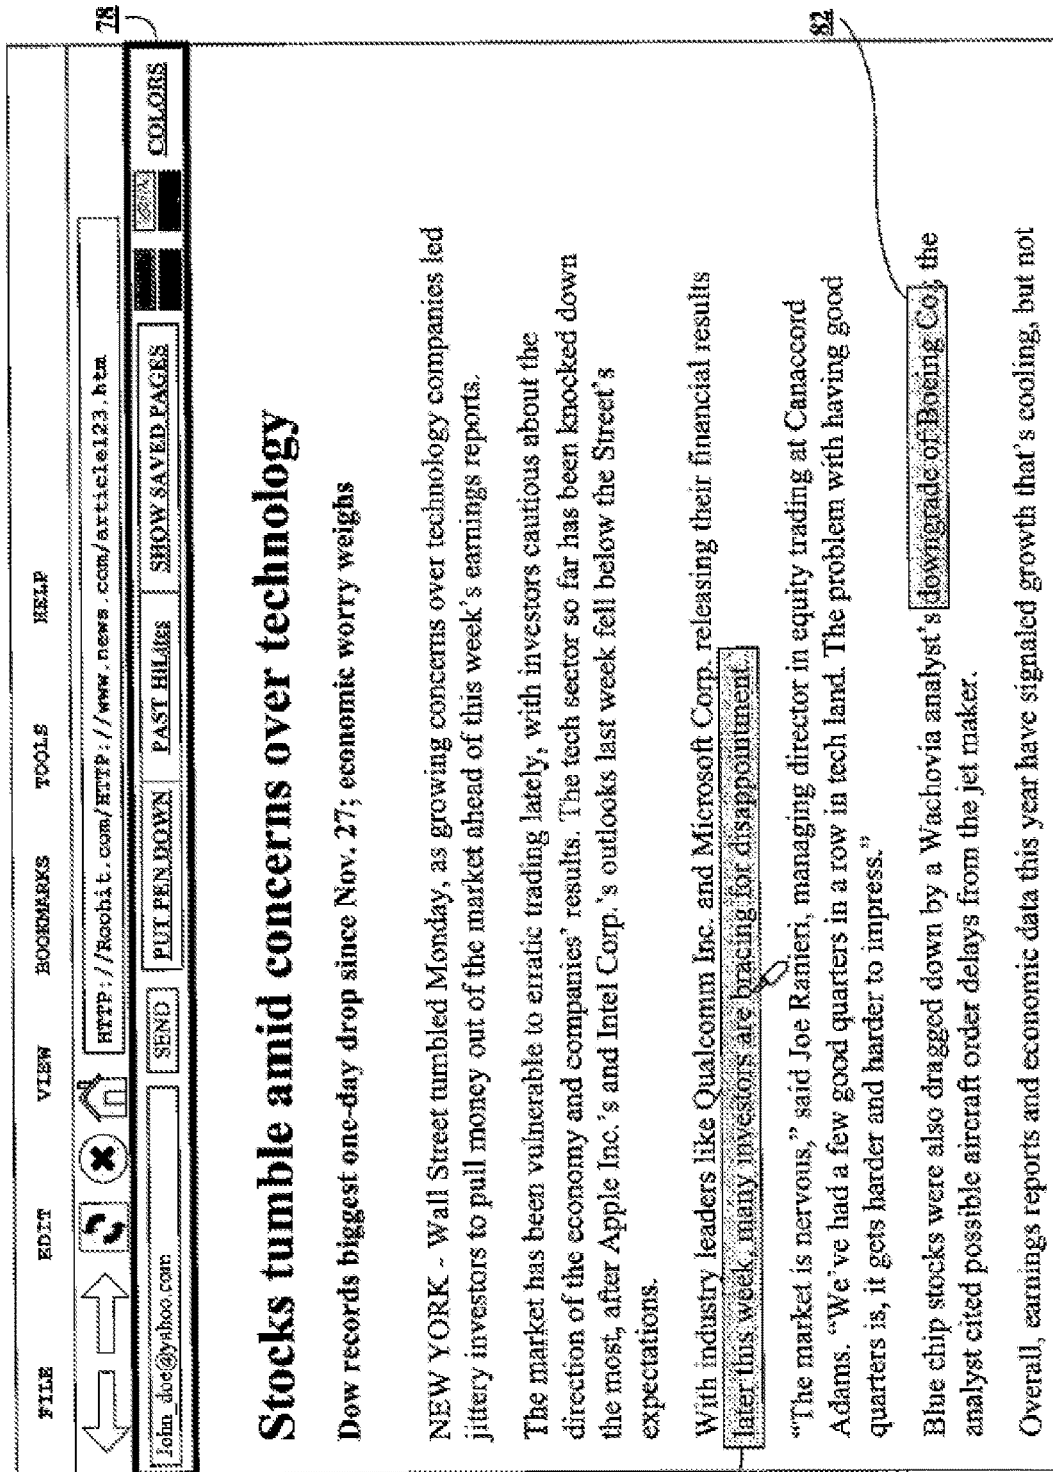 FILE EDIT VIEW BOOKMARKS TOOLS HELP
HTTP://Roohit.com/HTTP://www.news.com/article123.htm
John_doe@yahoo.com SEND PUT PEN DOWN PAST HiLites SHOW SAVED PAGES COLORS
78
Stocks tumble amid concerns over technology
Dow records biggest one-day drop since Nov. 27; economic worry weighs
NEW YORK - Wall Street tumbled Monday, as growing concerns over technology companies led
jittery investors to pull money out of the market ahead of this week's earnings reports.
The market has been vulnerable to erratic trading lately, with investors cautious about the
direction of the economy and companies' results. The tech sector so far has been knocked down
the most, after Apple Inc.'s and Intel Corp.'s outlooks last week fell below the Street's
expectations.
With industry leaders like Qualcomm Inc. and Microsoft Corp. releasing their financial results
later this week, many investors are bracing for disappointment.
"The market is nervous," said Joe Ranieri, managing director in equity trading at Canaccord
Adams. "We've had a few good quarters in a row in tech land. The problem with having good
quarters is, it gets harder and harder to impress."
82
Blue chip stocks were also dragged down by a Wachovia analyst's downgrade of Boeing Co; the
analyst cited possible aircraft order delays from the jet maker.
Overall, earnings reports and economic data this year have signaled growth that's cooling, but not